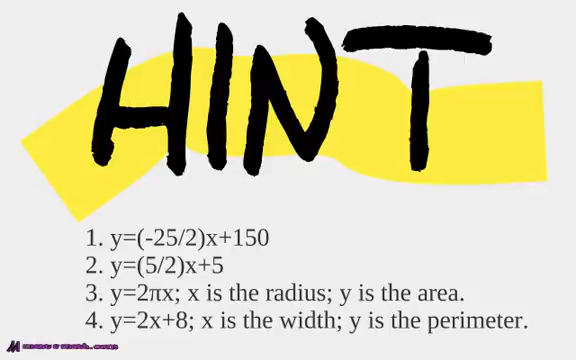 HINT
1. y=(-25/2)x+150
2. y=(5/2)x+5
3. y=2πx; x is the radius; y is the area.
4. y=2x+8; x is the width; y is the perimeter.